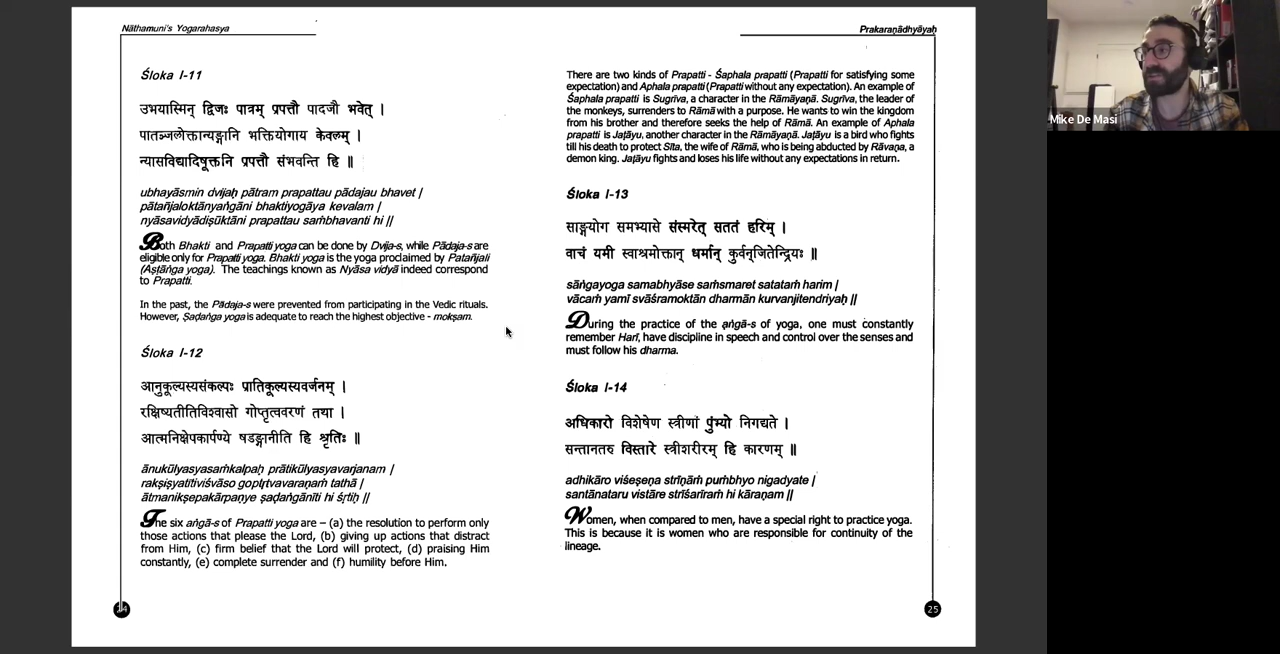 Nāthamuni's Yogarahasya
Śloka I-11
उभयास्मिन् द्विजः पात्रम् प्रपत्तौ पादजौ भवेत् ।
पातञ्जलोक्तान्यङ्गानि भक्तियोगाय केवलम् ।
न्यासविद्यादिषूक्तनि प्रपत्तौ संभवन्ति हि ॥
ubhayāsmin dvijaḥ pātram prapattau pādajau bhavet |
pātañjaloktānyaṅgāni bhaktiyogāya kevalam |
nyāsavidyādiṣūktāni prapattau saṁbhavanti hi ||
Both Bhakti and Prapatti yoga can be done by Dvija-s, while Pādaja-s are
eligible only for Prapatti yoga. Bhakti yoga is the yoga proclaimed by Patañjali
(Aṣṭāṅga yoga). The teachings known as Nyāsa vidyā indeed correspond
to Prapatti.
In the past, the Pādaja-s were prevented from participating in the Vedic rituals.
However, Ṣaḍaṅga yoga is adequate to reach the highest objective - mokṣam.
Śloka I-12
आनुकूल्यस्यसंकल्पः प्रातिकूल्यस्यवर्जनम् ।
रक्षिष्यतीतिविश्वासो गोप्तृत्ववरणं तथा ।
आत्मनिक्षेपकार्पण्ये षडङ्गानीति हि श्रृतिः ॥
ānukūlyasyasaṁkalpaḥ prātikūlyasyavarjanam |
rakṣiṣyatītiviśvāso goptṛtvavaraṇaṁ tathā |
ātmanikṣepakārpaṇye ṣaḍaṅgānīti hi śrtiḥ ||
The six aṅgā-s of Prapatti yoga are – (a) the resolution to perform only
those actions that please the Lord, (b) giving up actions that distract
from Him, (c) firm belief that the Lord will protect, (d) praising Him
constantly, (e) complete surrender and (f) humility before Him.
Prakaraṇādhyāyaḥ
There are two kinds of Prapatti - Śaphala prapatti (Prapatti for satisfying some
expectation) and Aphala prapatti (Prapatti without any expectation). An example of
Śaphala prapatti is Sugrīva, a character in the Rāmāyaṇā. Sugrīva, the leader of
the monkeys, surrenders to Rāmā with a purpose. He wants to win the kingdom
from his brother and therefore seeks the help of Rāmā. An example of Aphala
prapatti is Jaṭāyu, another character in the Rāmāyaṇā. Jaṭāyu is a bird who fights
till his death to protect Sīta, the wife of Rāmā, who is being abducted by Rāvaṇa, a
demon king. Jaṭāyu fights and loses his life without any expectations in return.
Śloka I-13
साङ्गयोग समभ्यासे संस्मरेत् सततं हरिम् ।
वाचं यमी स्वाश्रमोक्तान् धर्मान् कुर्वन्जितेन्द्रियः ॥
sāṅgayoga samabhyāse saṁsmaret satataṁ harim |
vācaṁ yamī svāśramoktān dharmān kurvanjitendriyaḥ ||
During the practice of the aṅgā-s of yoga, one must constantly
remember Harī, have discipline in speech and control over the senses and
must follow his dharma.
Śloka I-14
अधिकारो विशेषेण स्त्रीणां पुंभ्यो निगद्यते ।
सन्तानतरु विस्तारे स्त्रीशरीरम् हि कारणम् ॥
adhikāro viśeṣeṇa strīṇāṁ puṁbhyo nigadyate |
santānataru vistāre strīśarīraṁ hi kāraṇam ||
Women, when compared to men, have a special right to practice yoga.
This is because it is women who are responsible for continuity of the
lineage.
25
Mike De Masi